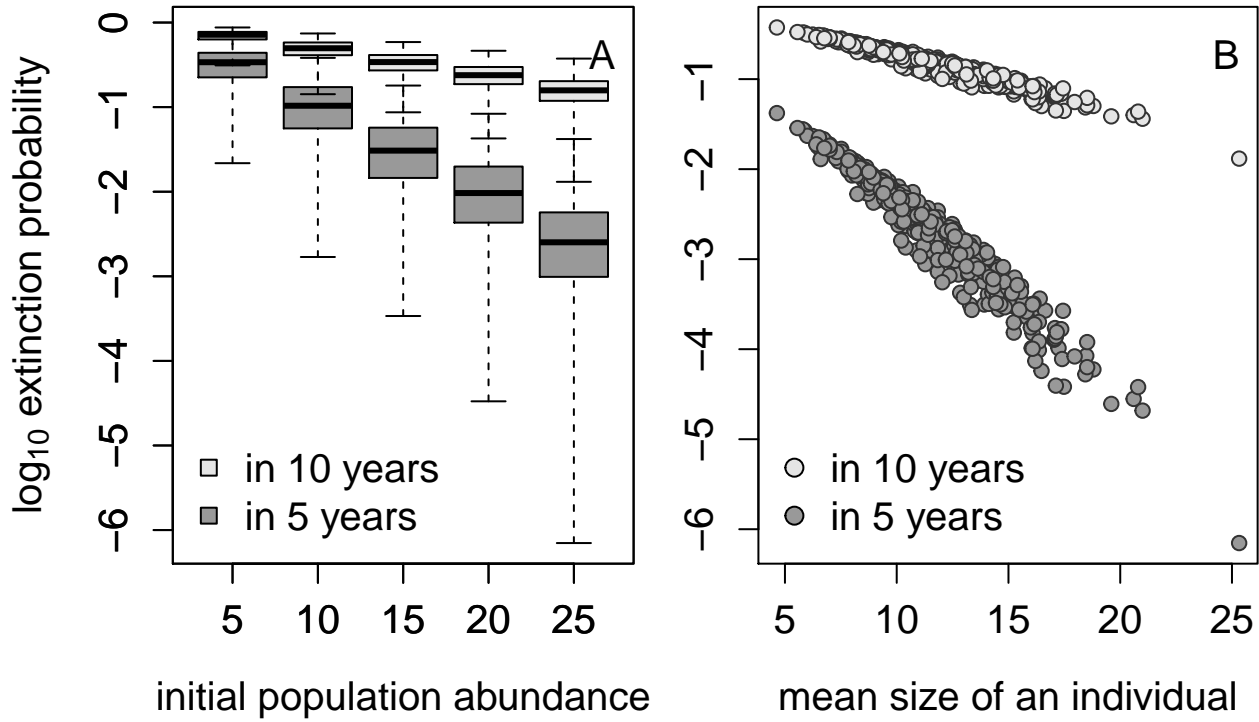 log10 extinction probability
0
−1
−2
−3
−4
−5
−6
A
in 10 years
in 5 years
5 10 15 20 25
initial population abundance
−1
−2
−3
−4
−5
−6
B
in 10 years
in 5 years
5 10 15 20 25
mean size of an individual